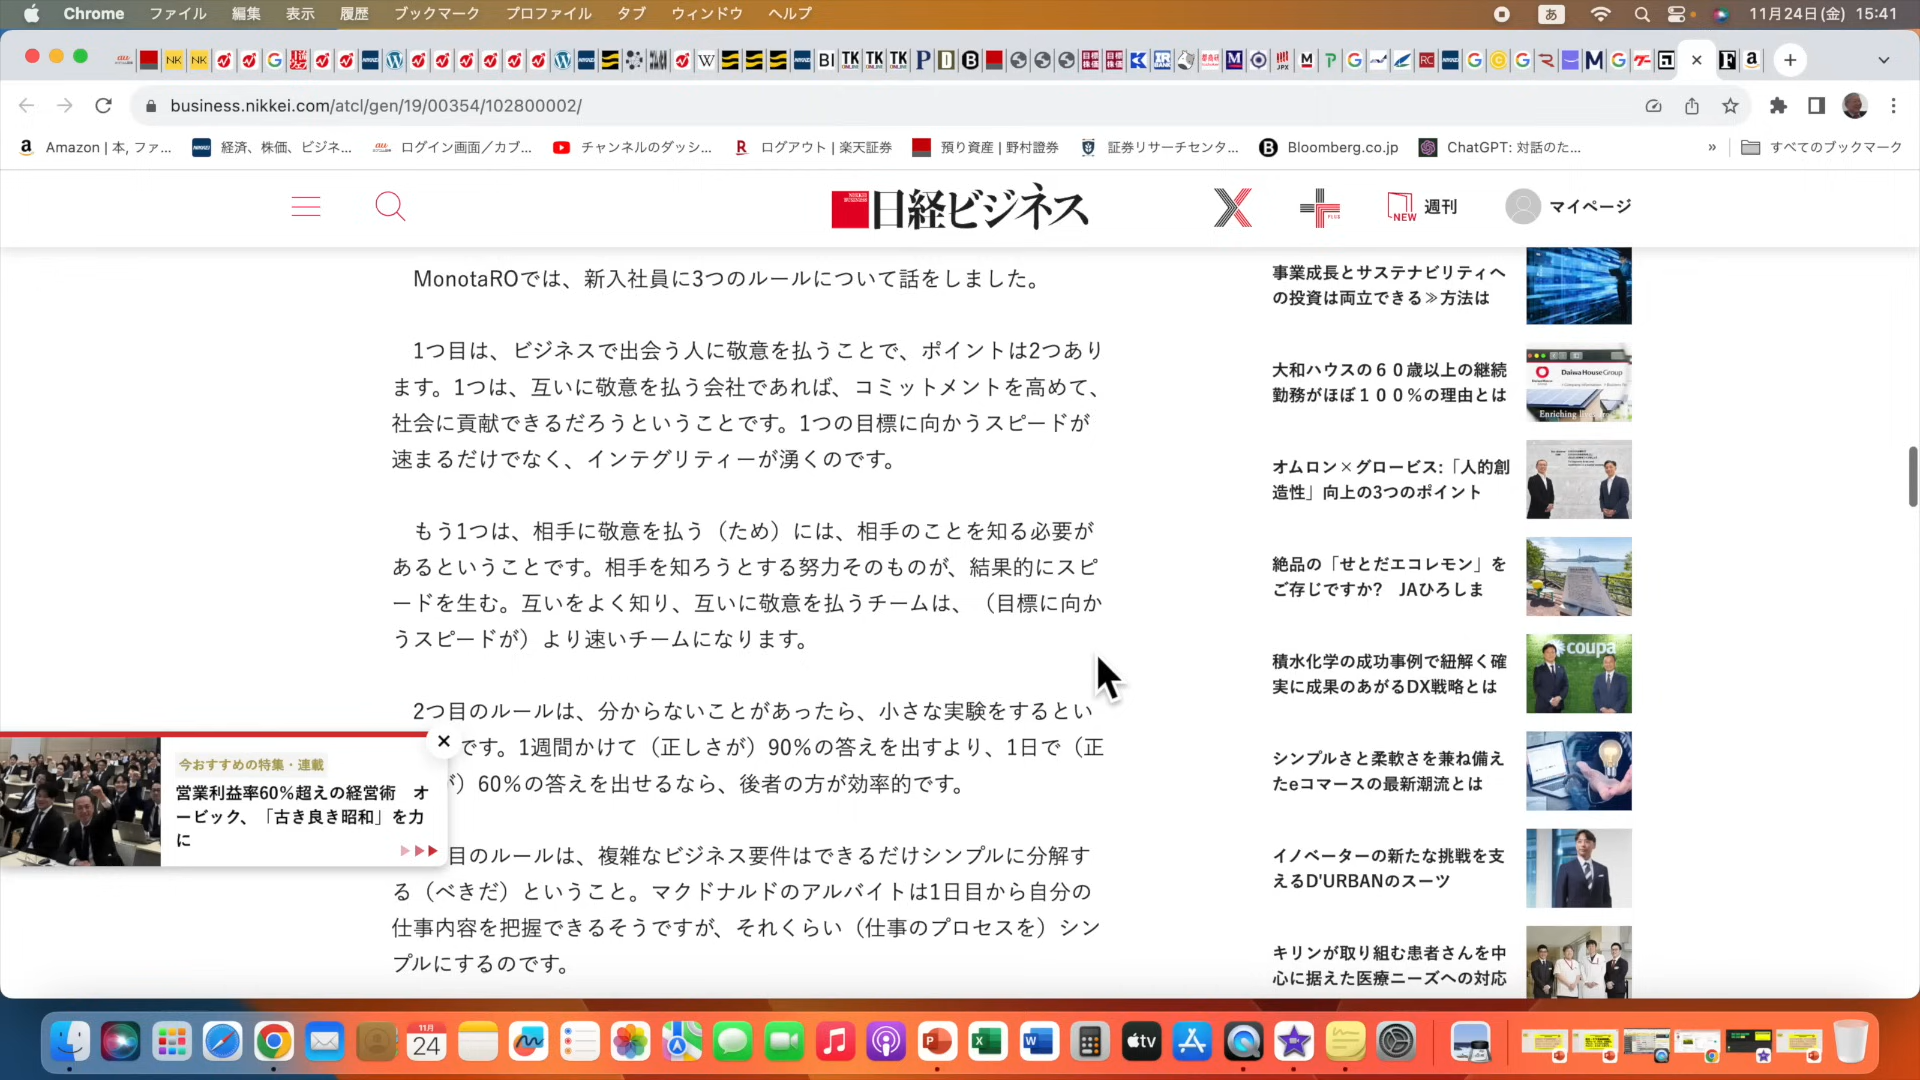 Chrome ファイル 編集 表示 履歴 ブックマーク プロファイル タブ ウィンドウ ヘルプ あ 11月24日(金) 15:41
business.nikkei.com/atcl/gen/19/00354/102800002/
Amazon | 本, ファ... 経済、株価、ビジネ... ログイン画面／カブ... チャンネルのダッシ... ログアウト | 楽天証券 預り資産 | 野村證券 証券リサーチセンタ... Bloomberg.co.jp ChatGPT: 対話のた... » すべてのブックマーク
日経ビジネス NEW 週刊 マイページ
MonotaROでは、新入社員に3つのルールについて話をしました。
1つ目は、ビジネスで出会う人に敬意を払うことで、ポイントは2つあり
ます。1つは、互いに敬意を払う会社であれば、コミットメントを高めて、
社会に貢献できるだろうということです。1つの目標に向かうスピードが
速まるだけでなく、インテグリティーが湧くのです。
もう1つは、相手に敬意を払う（ため）には、相手のことを知る必要が
あるということです。相手を知ろうとする努力そのものが、結果的にスピ
ードを生む。互いをよく知り、互いに敬意を払うチームは、（目標に向か
うスピードが）より速いチームになります。
2つ目のルールは、分からないことがあったら、小さな実験をするとい
です。1週間かけて（正しさが）90%の答えを出すより、1日で（正
が）60%の答えを出せるなら、後者の方が効率的です。
目のルールは、複雑なビジネス要件はできるだけシンプルに分解す
る（べきだ）ということ。マクドナルドのアルバイトは1日目から自分の
仕事内容を把握できるそうですが、それくらい（仕事のプロセスを）シン
プルにするのです。
今おすすめの特集・連載
営業利益率60%超えの経営術　オ
ービック、「古き良き昭和」を力
に
事業成長とサステナビリティへ
の投資は両立できる≫方法は
大和ハウスの６０歳以上の継続
勤務がほぼ１００％の理由とは
オムロン×グロービス:「人的創
造性」向上の3つのポイント
絶品の「せとだエコレモン」を
ご存じですか?　JAひろしま
積水化学の成功事例で紐解く確
実に成果のあがるDX戦略とは
シンプルさと柔軟さを兼ね備え
たeコマースの最新潮流とは
イノベーターの新たな挑戦を支
えるD'URBANのスーツ
キリンが取り組む患者さんを中
心に据えた医療ニーズへの対応
DaiwaHouseGroup
coupa
11月
24
tv